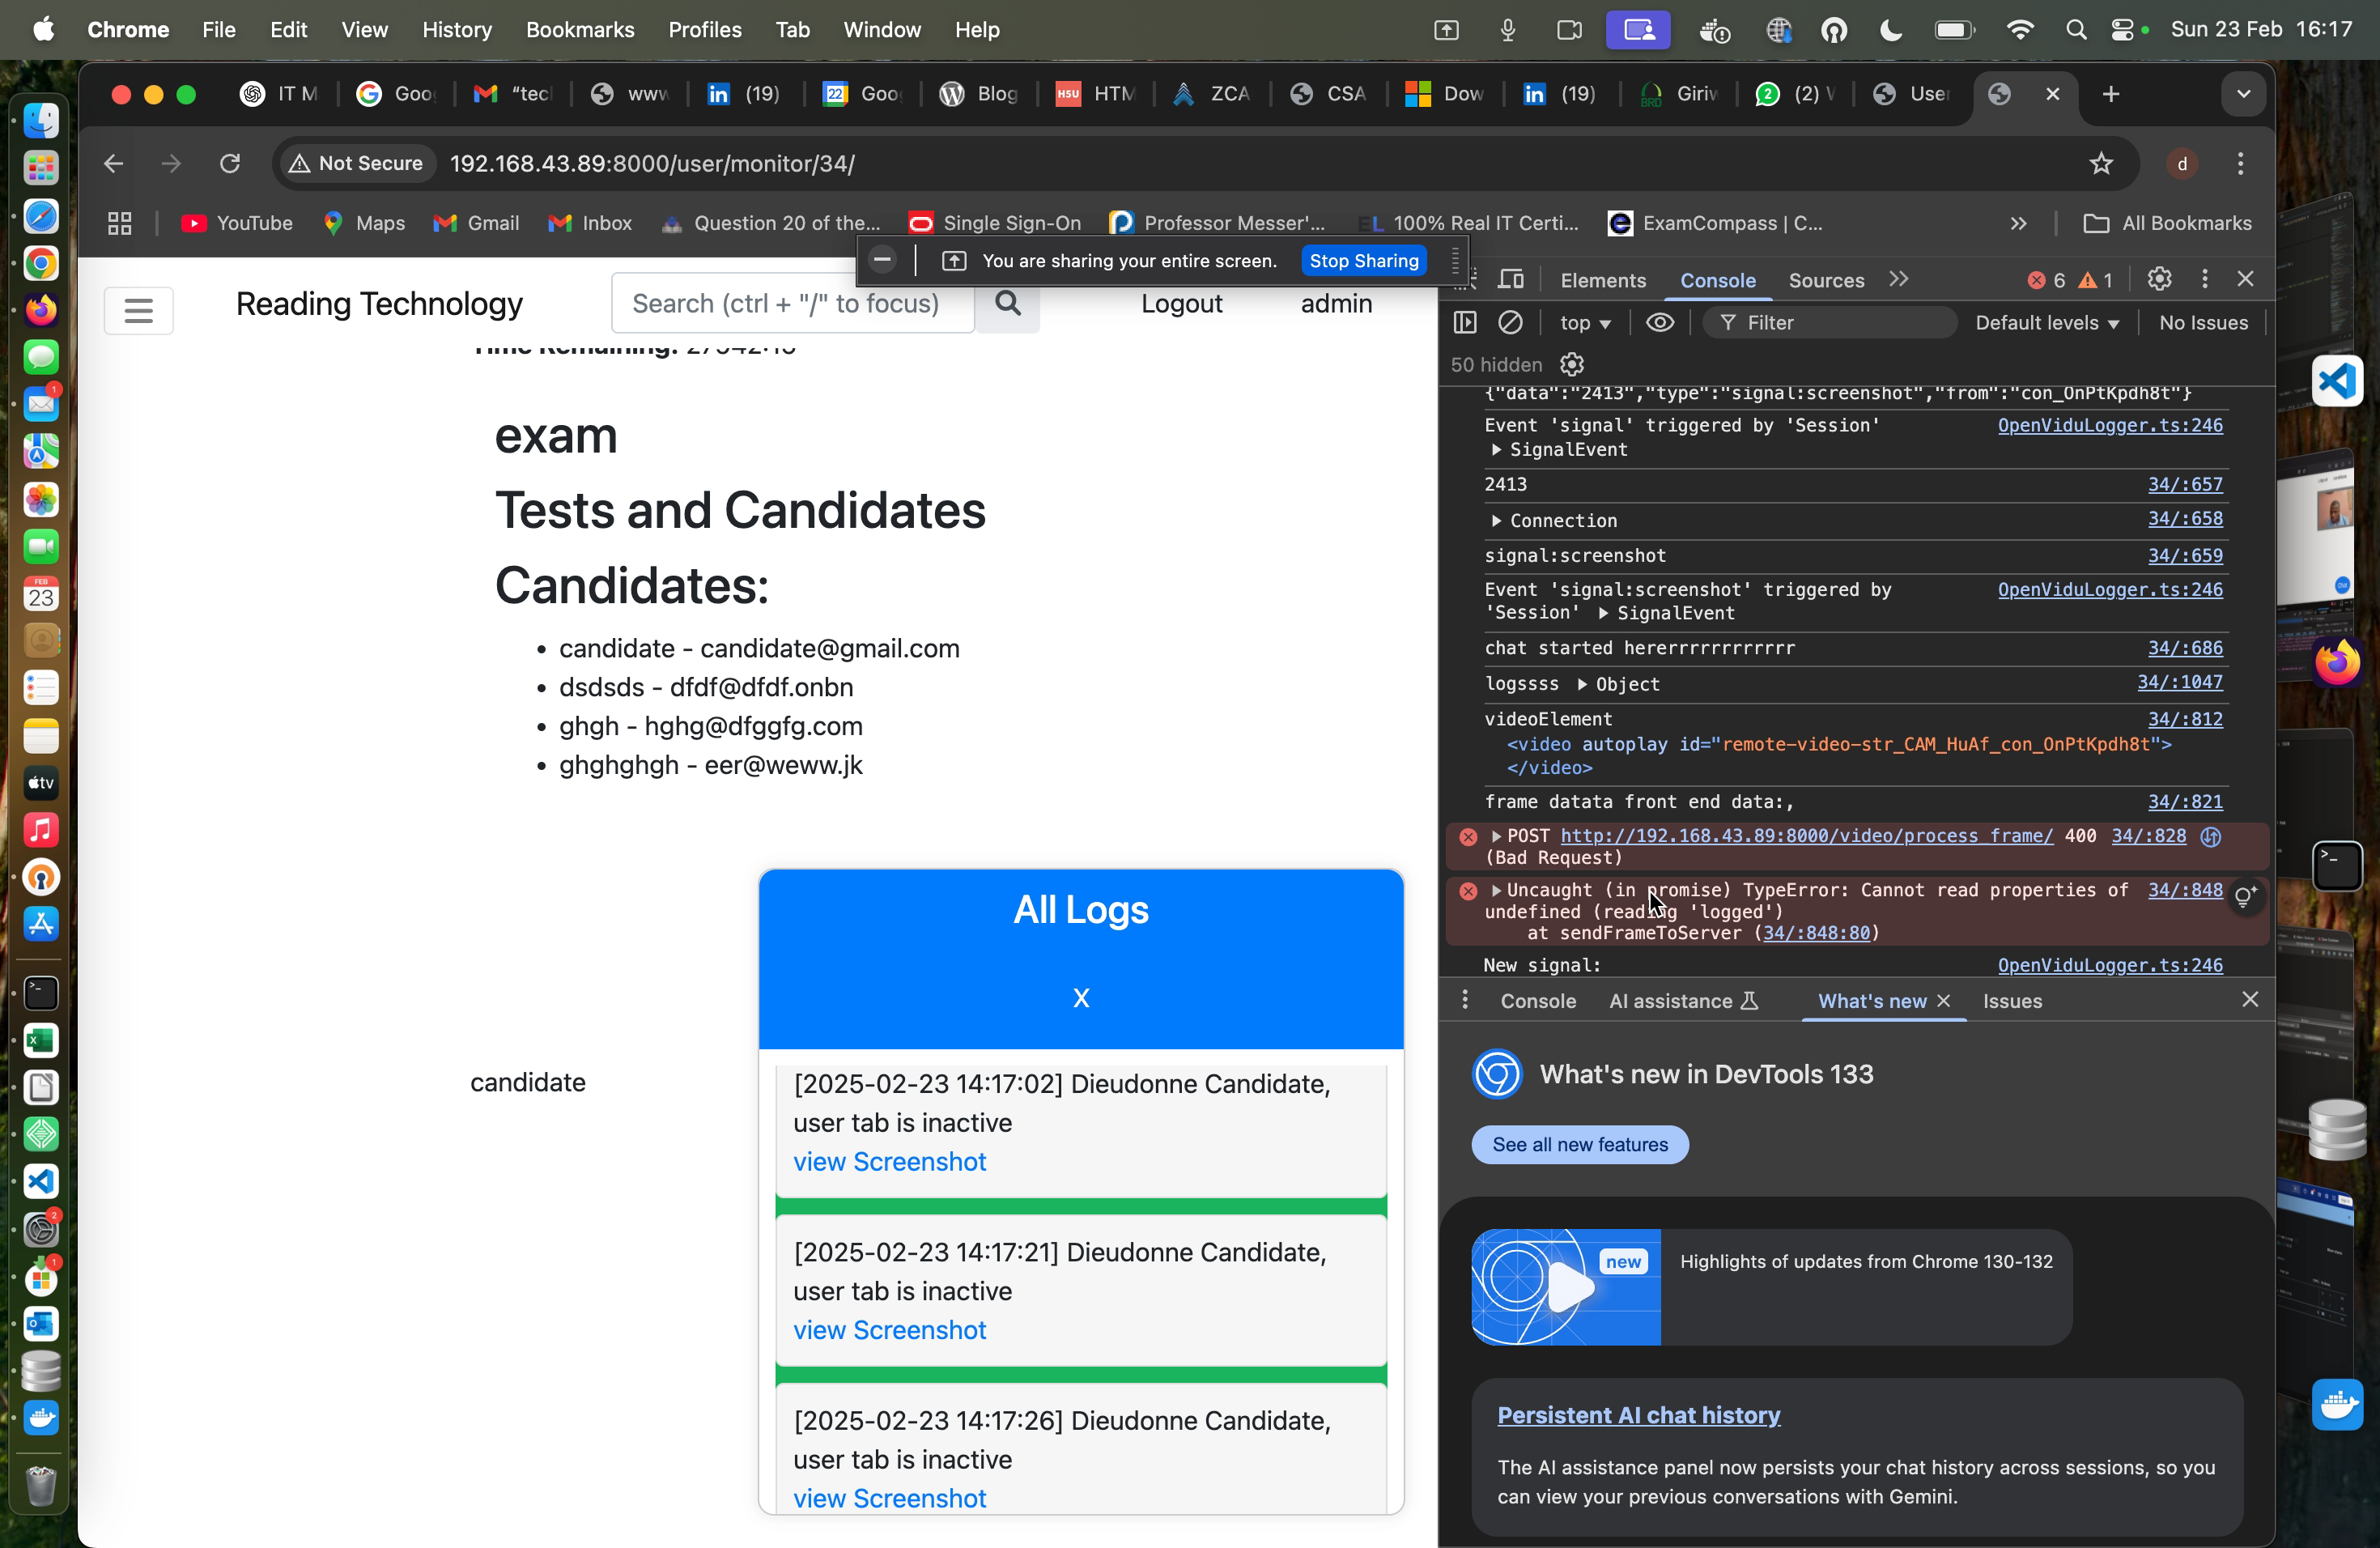 Chrome File Edit View History Bookmarks Profiles Tab Window Help Sun 23 Feb 16:17
IT M Goo "tec www (19) 22 Goo Blog H5U HTM ZCA CSA Dow (19) BRD Giriw 2 (2) User
Not Secure 192.168.43.89:8000/user/monitor/34/ d
YouTube Maps Gmail Inbox Question 20 of the... Single Sign-On Professor Messer'... EL 100% Real IT Certi... ExamCompass | C... » All Bookmarks
You are sharing your entire screen. Stop Sharing
Reading Technology Search (ctrl + "/" to focus) Logout admin
Time Remaining:
exam
Tests and Candidates
Candidates:
• candidate - candidate@gmail.com
• dsdsds - dfdf@dfdf.onbn
• ghgh - hghg@dfggfg.com
• ghghghgh - eer@weww.jk
candidate
All Logs
X
[2025-02-23 14:17:02] Dieudonne Candidate,
user tab is inactive
view Screenshot
[2025-02-23 14:17:21] Dieudonne Candidate,
user tab is inactive
view Screenshot
[2025-02-23 14:17:26] Dieudonne Candidate,
user tab is inactive
view Screenshot
Elements Console Sources » 6 1
top Filter Default levels No Issues
50 hidden
{"data":"2413","type":"signal:screenshot","from":"con_OnPtKpdh8t"}
Event 'signal' triggered by 'Session' OpenViduLogger.ts:246
SignalEvent
2413 34/:657
Connection 34/:658
signal:screenshot 34/:659
Event 'signal:screenshot' triggered by OpenViduLogger.ts:246
'Session' SignalEvent
chat started hererrrrrrrrrrr 34/:686
logssss Object 34/:1047
videoElement 34/:812
<video autoplay id="remote-video-str_CAM_HuAf_con_OnPtKpdh8t">
</video>
frame datata front end data:, 34/:821
POST http://192.168.43.89:8000/video/process_frame/ 400 34/:828
(Bad Request)
Uncaught (in promise) TypeError: Cannot read properties of 34/:848
undefined (reading 'logged')
at sendFrameToServer (34/:848:80)
New signal: OpenViduLogger.ts:246
Console AI assistance What's new Issues
What's new in DevTools 133
See all new features
new Highlights of updates from Chrome 130-132
Persistent AI chat history
The AI assistance panel now persists your chat history across sessions, so you
can view your previous conversations with Gemini.
1
FEB
23
tv
2
1